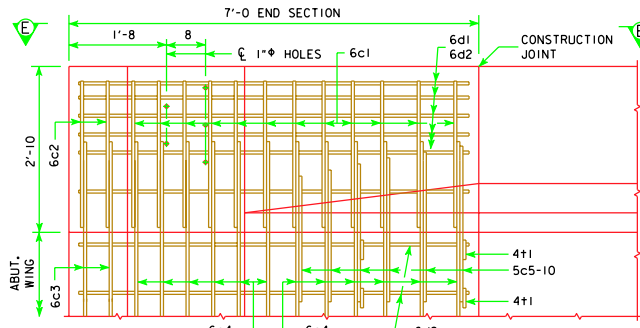 7'-0 END SECTION
E
E
1'-8
8
℄ 1"Φ HOLES
6c1
6d1
6d2
CONSTRUCTION
JOINT
2'-10
6c2
ABUT.
WING
6c3
4t1
5c5-10
4t1